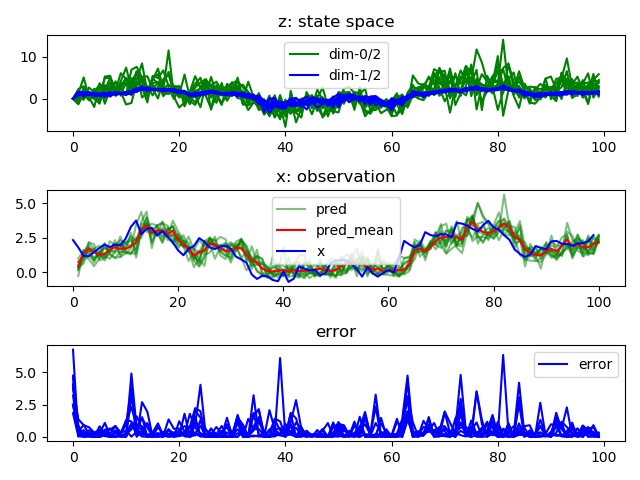 z: state space
10
0
dim-0/2
dim-1/2
0 20 40 60 80 100
x: observation
5.0
2.5
0.0
pred
pred_mean
x
0 20 40 60 80 100
error
5.0
2.5
0.0
error
0 20 40 60 80 100